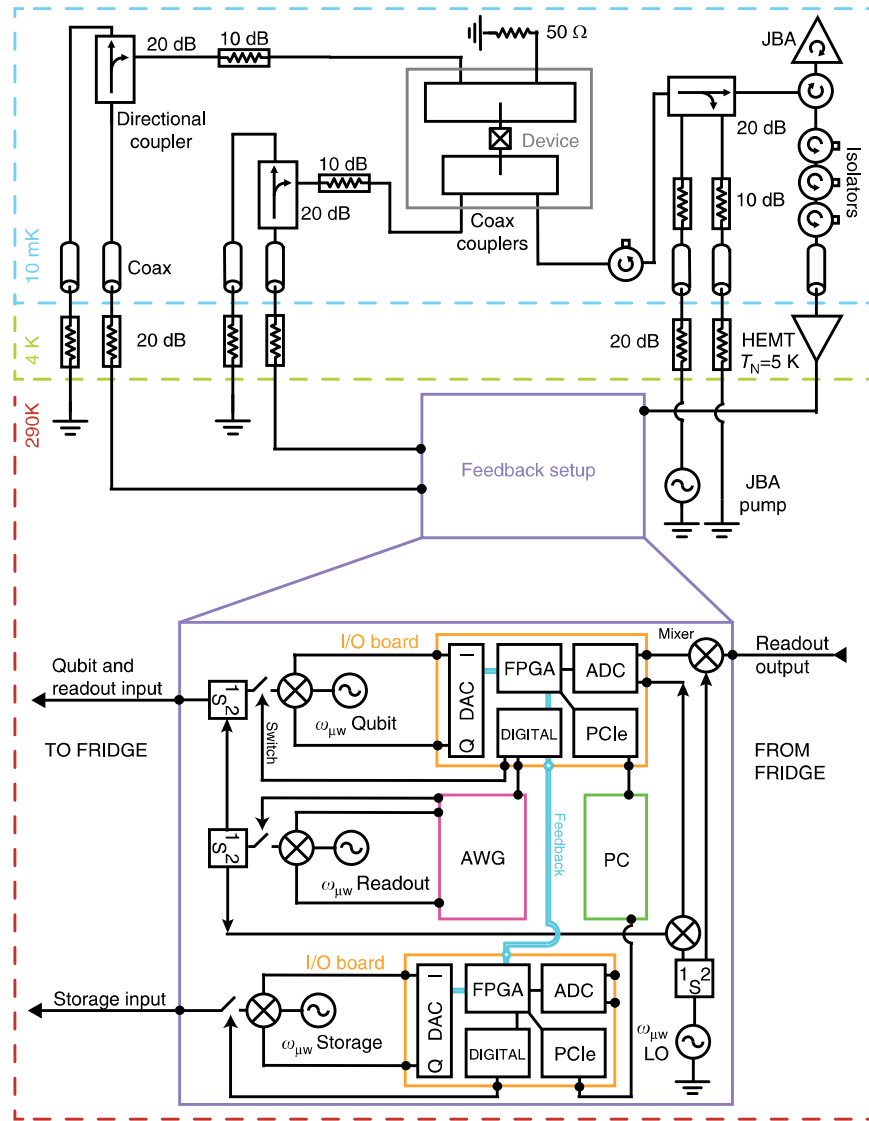 20 dB
10 dB
50 Ω
JBA
Directional
coupler
Device
20 dB
10 dB
20 dB
10 dB
Isolators
Coax
couplers
10 mK
Coax
4 K
20 dB
20 dB
HEMT
T_N=5 K
290K
Feedback setup
JBA
pump
I/O board
Mixer
Qubit and
readout input
I
DAC
Q
FPGA
ADC
Readout
output
1
S
2
ω_μw Qubit
Switch
DIGITAL
PCIe
TO FRIDGE
FROM
FRIDGE
1
S
2
ω_μw Readout
AWG
Feedback
PC
I/O board
Storage input
I
DAC
Q
FPGA
ADC
1
S
2
ω_μw Storage
DIGITAL
PCIe
ω_μw
LO